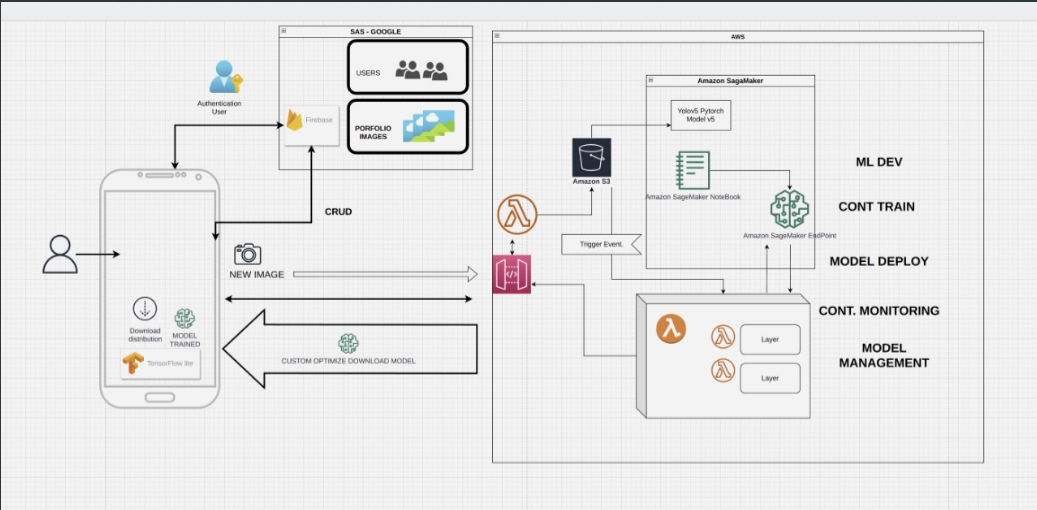 SAS - GOOGLE
AWS
USERS
Authentication
User
Firebase
PORFOLIO
IMAGES
Amazon SagaMaker
Yolov5 Pytorch
Model v5
Amazon S3
Amazon SageMaker NoteBook
Amazon SageMaker EndPoint
ML DEV
CONT TRAIN
MODEL DEPLOY
CONT. MONITORING
MODEL
MANAGEMENT
CRUD
Trigger Event.
NEW IMAGE
Download
distribution
MODEL
TRAINED
TensorFlow lite
CUSTOM OPTIMIZE DOWNLOAD MODEL
Layer
Layer